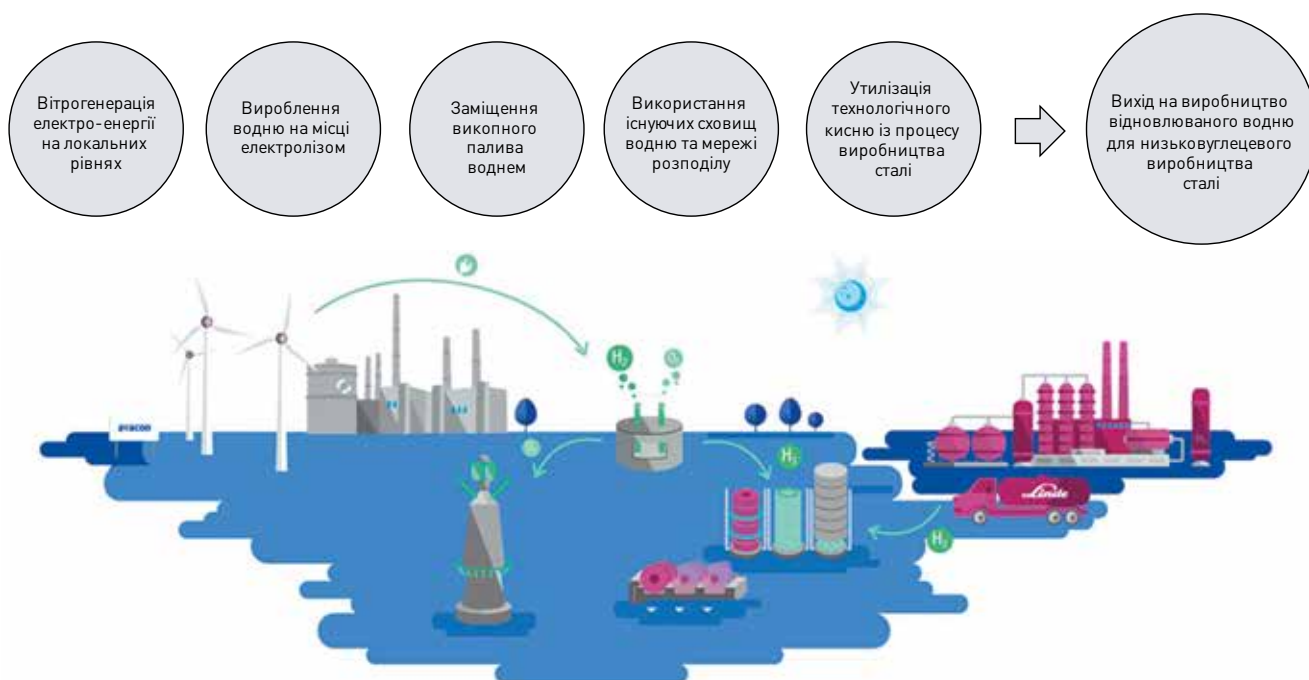 Вітрогенерація
електро-енергії
на локальних
рівнях
Вироблення
водню на місці
електролізом
Заміщення
викопного
палива
воднем
Використання
існуючих сховищ
водню та мережі
розподілу
Утилізація
технологічного
кисню із процесу
виробництва
сталі
Вихід на виробництво
відновлюваного водню
для низьковуглецевого
виробництва
сталі
H₂
avacon
H₂
Linde
H₂